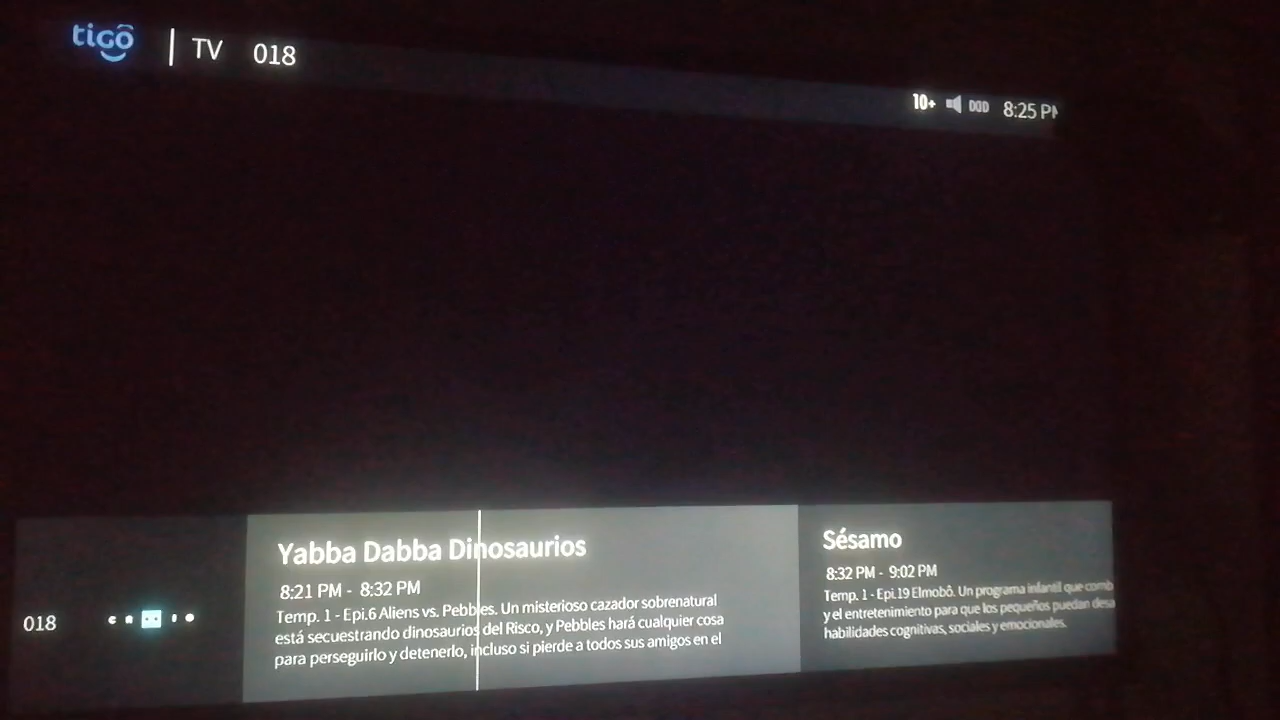 tigo
TV 018
10+ 8:25 PM
018
Yabba Dabba Dinosaurios
8:21 PM - 8:32 PM
Temp. 1 - Epi.6 Aliens vs. Pebbles. Un misterioso cazador sobrenatural
está secuestrando dinosaurios del Risco, y Pebbles hará cualquier cosa
para perseguirlo y detenerlo, incluso si pierde a todos sus amigos en el
Sésamo
8:32 PM - 9:02 PM
Temp. 1 - Epi.19 Elmobô. Un programa infantil que comb
y el entretenimiento para que los pequeños puedan desa
habilidades cognitivas, sociales y emocionales.